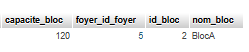 capacite_bloc foyer_id_foyer id_bloc nom_bloc
120 5 2 BlocA